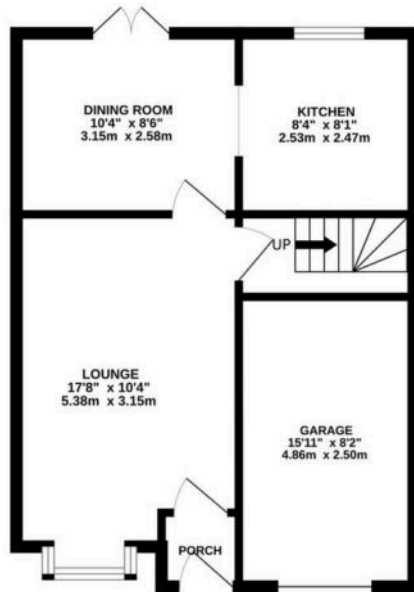 DINING ROOM
10'4" x 8'6"
3.15m x 2.58m
KITCHEN
8'4" x 8'1"
2.53m x 2.47m
UP
LOUNGE
17'8" x 10'4"
5.38m x 3.15m
GARAGE
15'11" x 8'2"
4.86m x 2.50m
PORCH